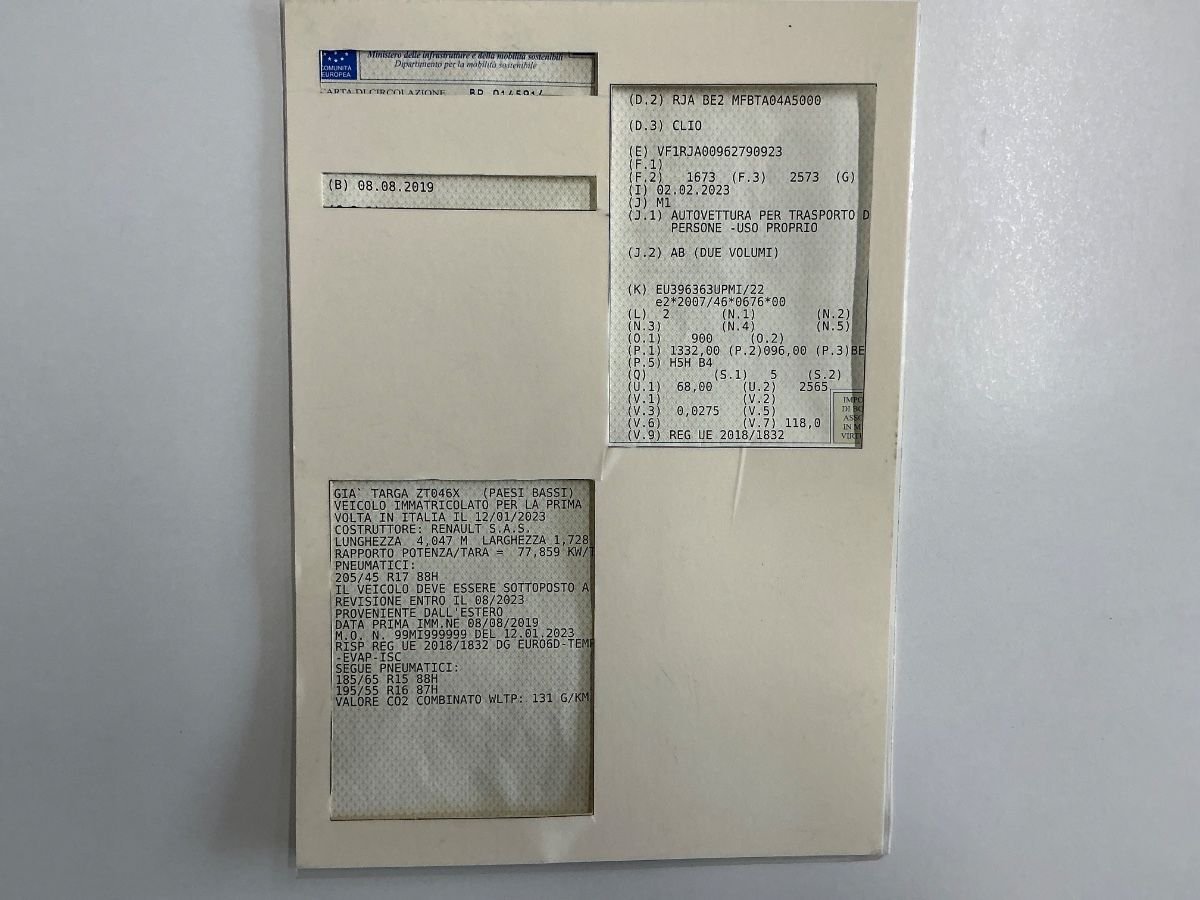 Ministero delle infrastrutture e della mobilità sostenibili
Dipartimento per la mobilità sostenibile
COMUNITÀ
EUROPEA
CARTA DI CIRCOLAZIONE
(B) 08.08.2019
(D.2) RJA BE2 MFBTA04A5000
(D.3) CLIO
(E) VF1RJA00962790923
(F.1)
(F.2) 1673 (F.3) 2573 (G)
(I) 02.02.2023
(J) M1
(J.1) AUTOVETTURA PER TRASPORTO D
PERSONE -USO PROPRIO
(J.2) AB (DUE VOLUMI)
(K) EU396363UPMI/22
e2*2007/46*0676*00
(L) 2 (N.1) (N.2)
(N.3) (N.4) (N.5)
(O.1) 900 (O.2)
(P.1) 1332,00 (P.2)096,00 (P.3)BE
(P.5) H5H B4
(Q) (S.1) 5 (S.2)
(U.1) 68,00 (U.2) 2565
(V.1) (V.2)
(V.3) 0,0275 (V.5)
(V.6) (V.7) 118,0
(V.9) REG UE 2018/1832
IMPO
DI BO
ASSO
IN M
VIRTU
GIA` TARGA ZT046X (PAESI BASSI)
VEICOLO IMMATRICOLATO PER LA PRIMA
VOLTA IN ITALIA IL 12/01/2023
COSTRUTTORE: RENAULT S.A.S.
LUNGHEZZA 4,047 M LARGHEZZA 1,728
RAPPORTO POTENZA/TARA = 77,859 KW/T
PNEUMATICI:
205/45 R17 88H
IL VEICOLO DEVE ESSERE SOTTOPOSTO A
REVISIONE ENTRO IL 08/2023
PROVENIENTE DALL'ESTERO
DATA PRIMA IMM.NE 08/08/2019
M.O. N. 99MI999999 DEL 12.01.2023
RISP REG UE 2018/1832 DG EURO6D-TEMP
-EVAP-ISC
SEGUE PNEUMATICI:
185/65 R15 88H
195/55 R16 87H
VALORE CO2 COMBINATO WLTP: 131 G/KM